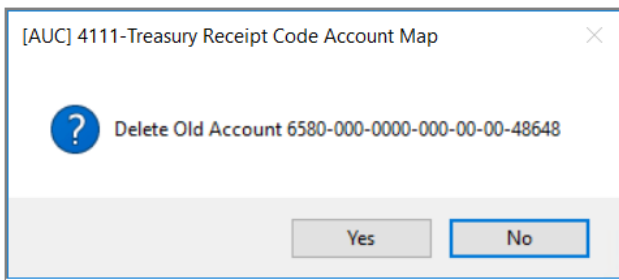 [AUC] 4111-Treasury Receipt Code Account Map
Delete Old Account 6580-000-0000-000-00-00-48648
Yes No